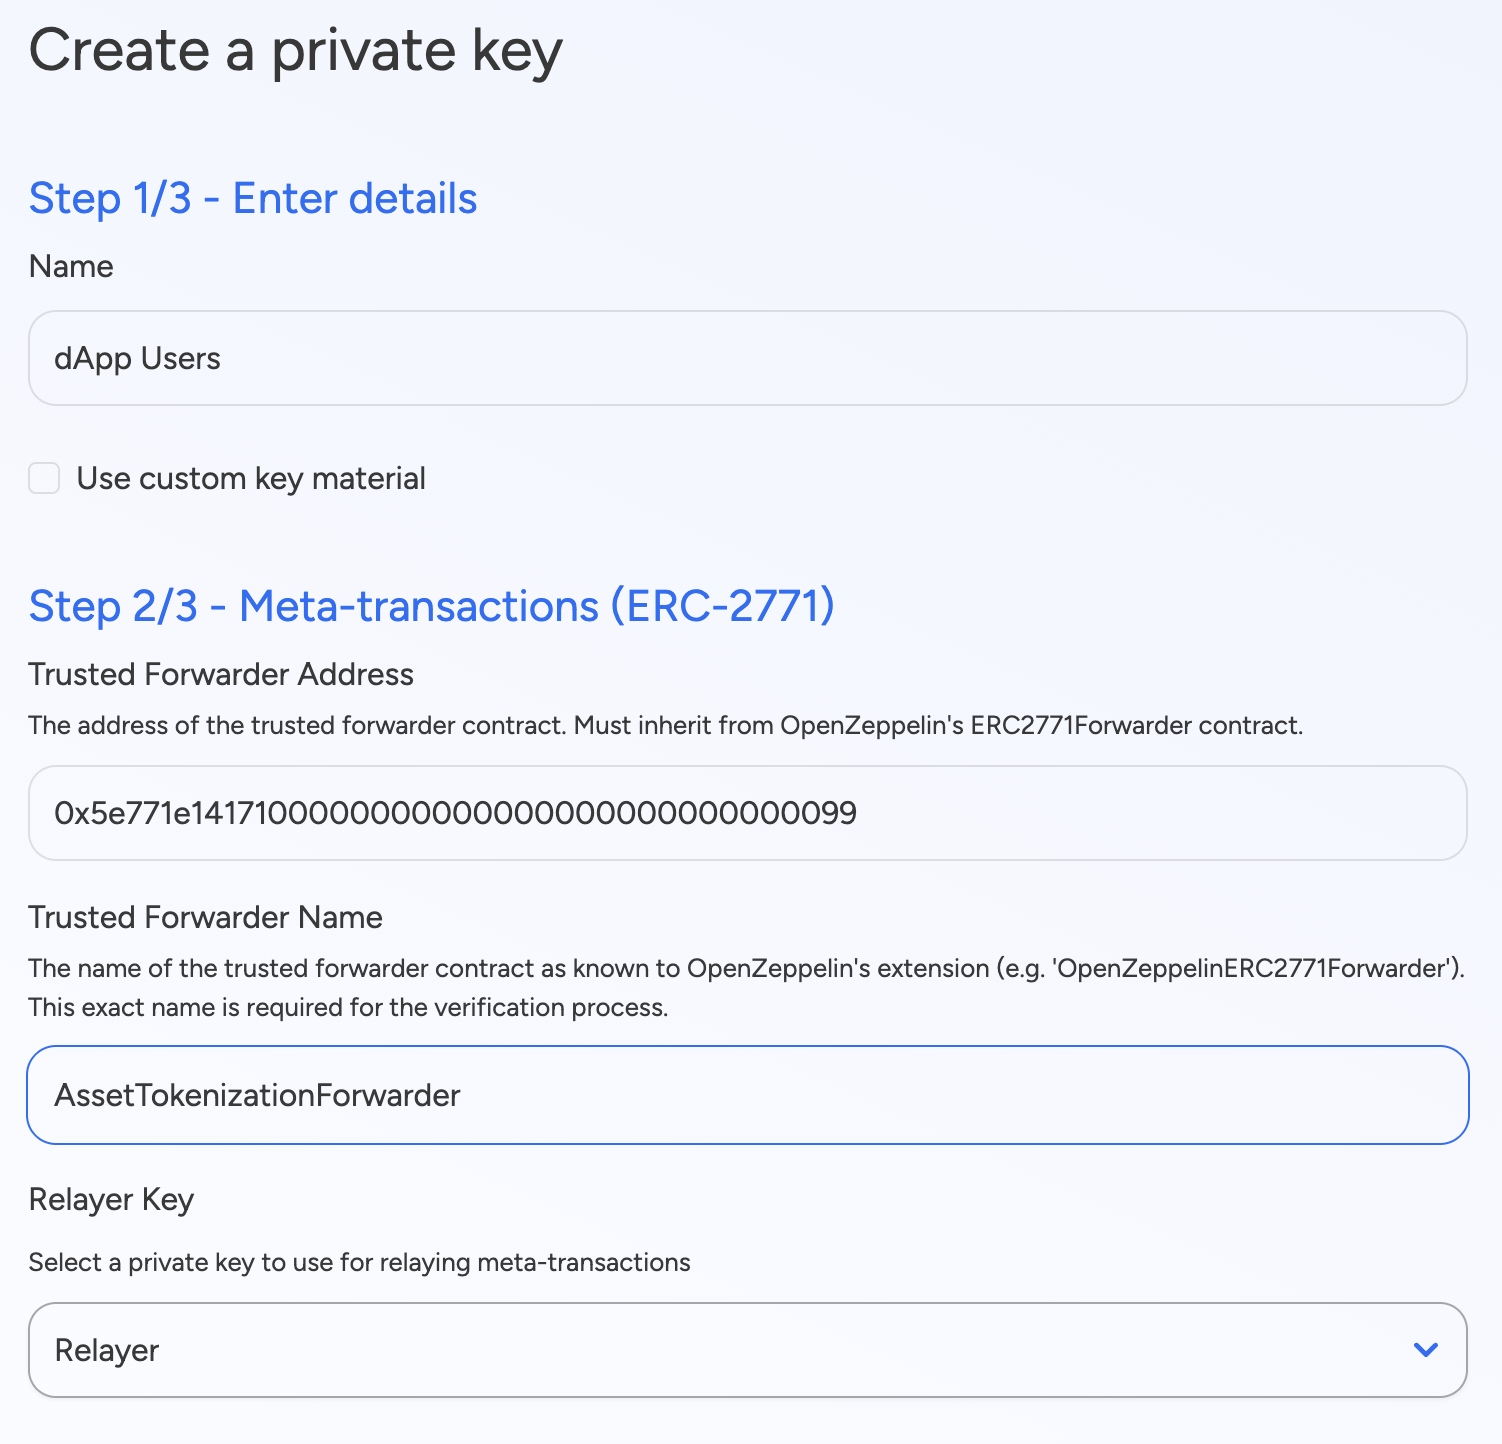 Create a private key
Step 1/3 - Enter details
Name
dApp Users
Use custom key material
Step 2/3 - Meta-transactions (ERC-2771)
Trusted Forwarder Address
The address of the trusted forwarder contract. Must inherit from OpenZeppelin's ERC2771Forwarder contract.
0x5e771e1417100000000000000000000000000099
Trusted Forwarder Name
The name of the trusted forwarder contract as known to OpenZeppelin's extension (e.g. 'OpenZeppelinERC2771Forwarder').
This exact name is required for the verification process.
AssetTokenizationForwarder
Relayer Key
Select a private key to use for relaying meta-transactions
Relayer